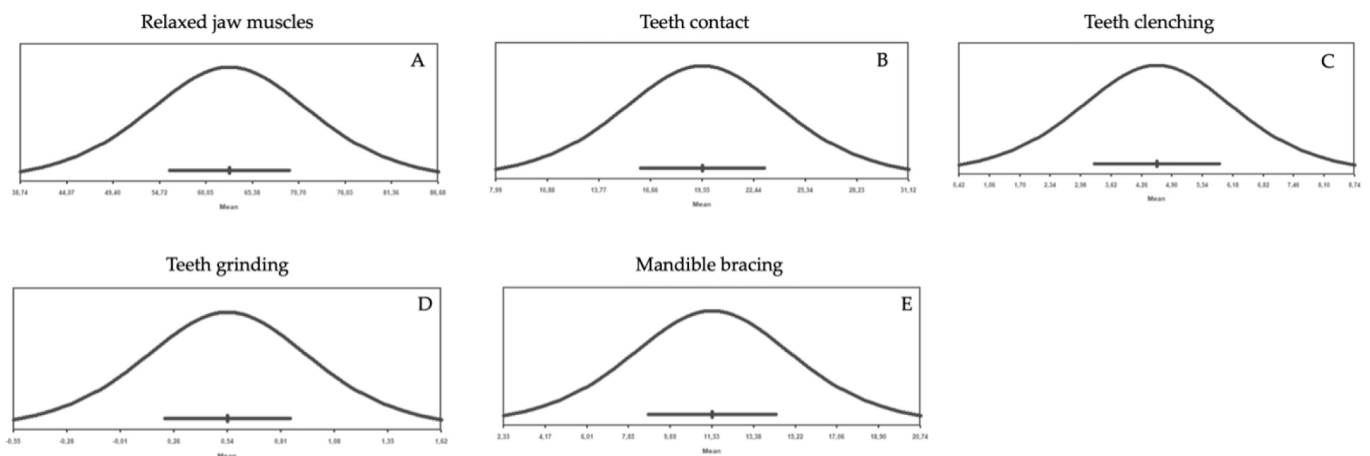 Relaxed jaw muscles
A
38,74 44,07 49,40 54,72 60,05 65,38 70,70 76,03 81,36 86,68
Mean
Teeth contact
B
7,99 10,88 13,77 16,66 19,55 22,44 25,34 28,23 31,12
Mean
Teeth clenching
C
0,42 1,06 1,70 2,34 2,98 3,62 4,26 4,90 5,54 6,18 6,82 7,46 8,10 8,74
Mean
Teeth grinding
D
-0,55 -0,28 -0,01 0,26 0,54 0,81 1,08 1,35 1,62
Mean
Mandible bracing
E
2,33 4,17 6,01 7,85 9,69 11,53 13,38 15,22 17,06 18,90 20,74
Mean